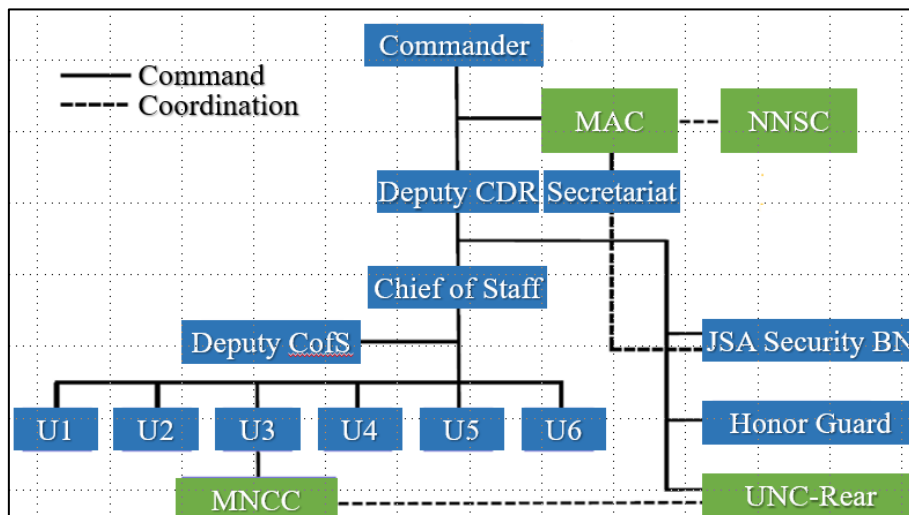 Commander
Command
Coordination
MAC
NNSC
Deputy CDR
Secretariat
Chief of Staff
Deputy CofS
JSA Security BN
U1
U2
U3
U4
U5
U6
Honor Guard
MNCC
UNC-Rear